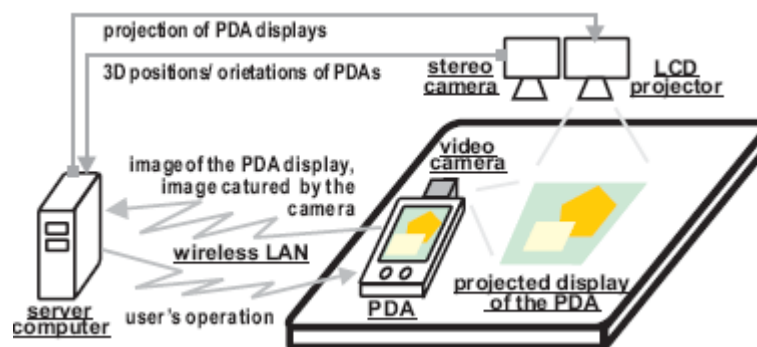 projection of PDA displays
3D positions/ orietations of PDAs
stereo
camera
LCD
projector
video
camera
image of the PDA display,
image catured by the
camera
wireless LAN
PDA
projected display
of the PDA
server
computer
user's operation